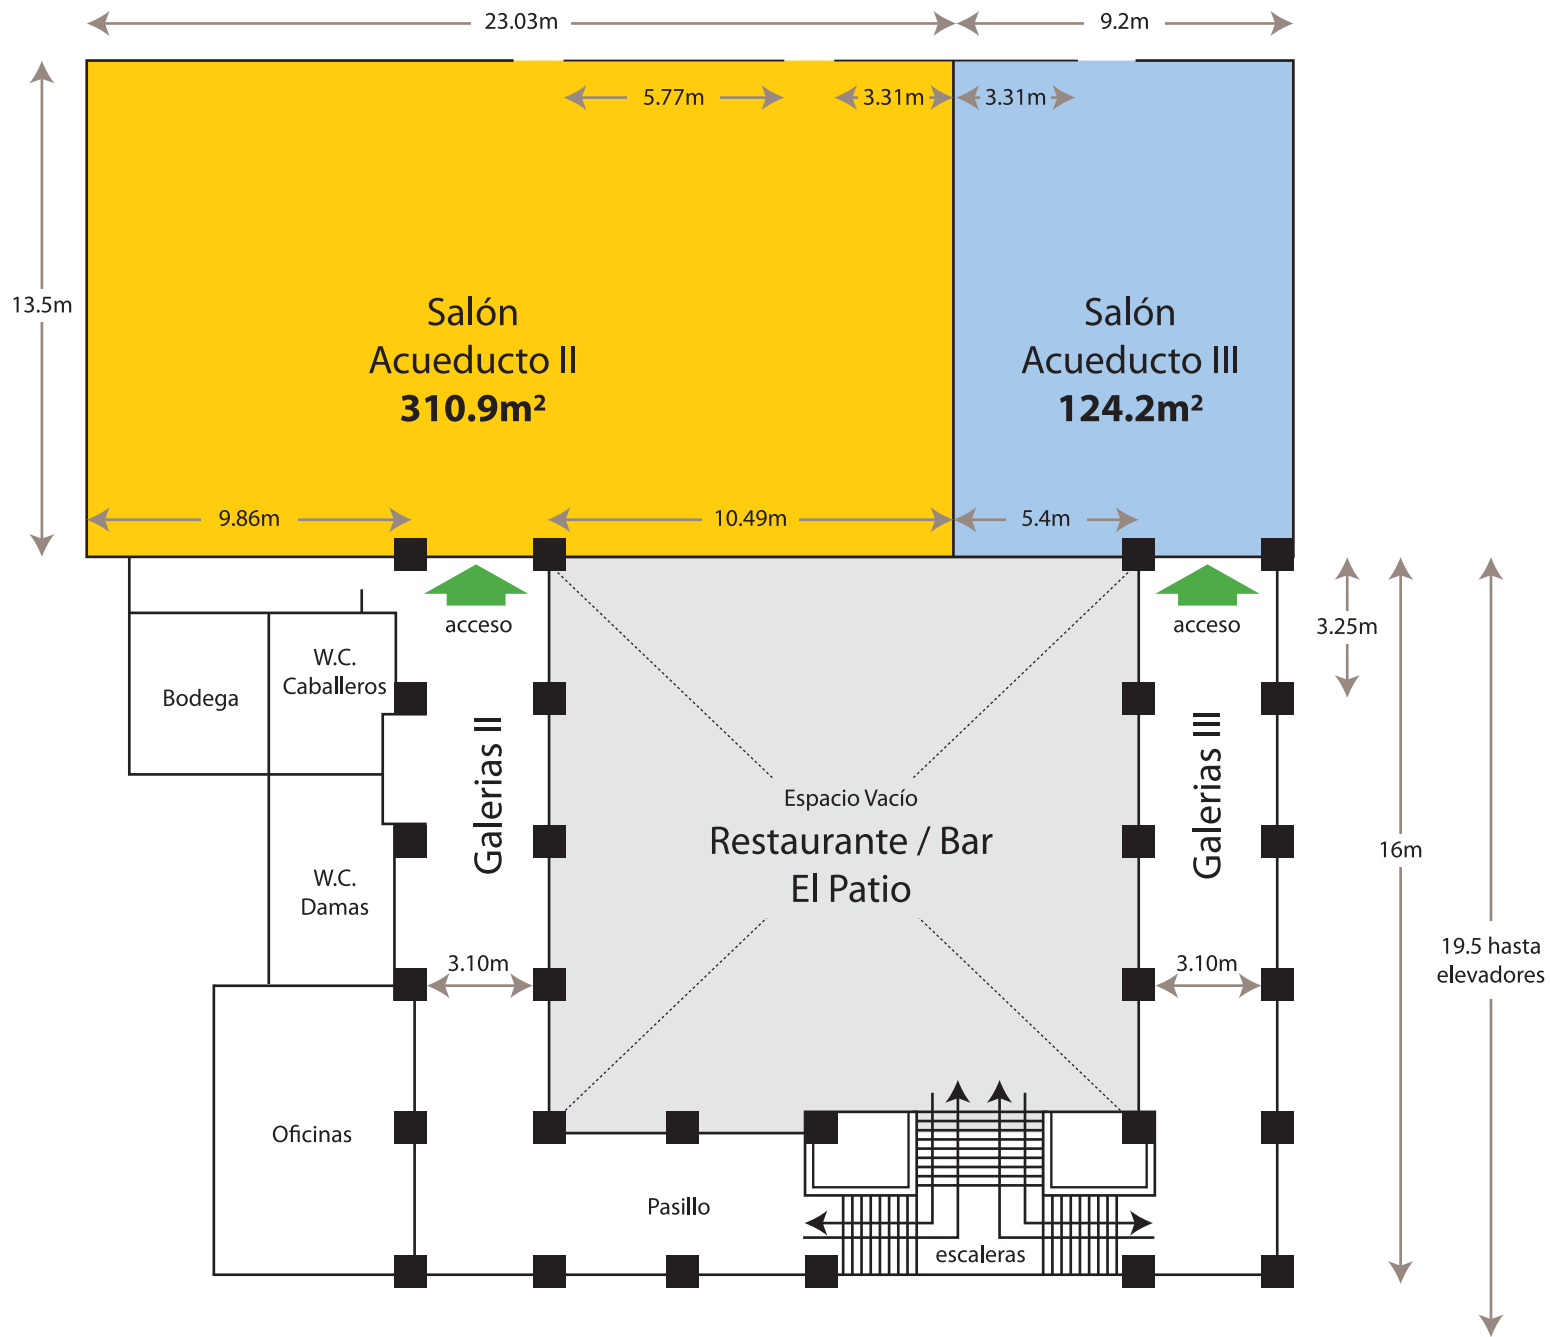 23.03m
9.2m
5.77m
3.31m
3.31m
13.5m
Salón
Acueducto II
310.9m²
Salón
Acueducto III
124.2m²
9.86m
10.49m
5.4m
acceso
acceso
3.25m
W.C.
Caballeros
Bodega
Galerias II
Galerias III
Espacio Vacío
Restaurante / Bar
El Patio
16m
W.C.
Damas
19.5 hasta
elevadores
3.10m
3.10m
Oficinas
Pasillo
escaleras